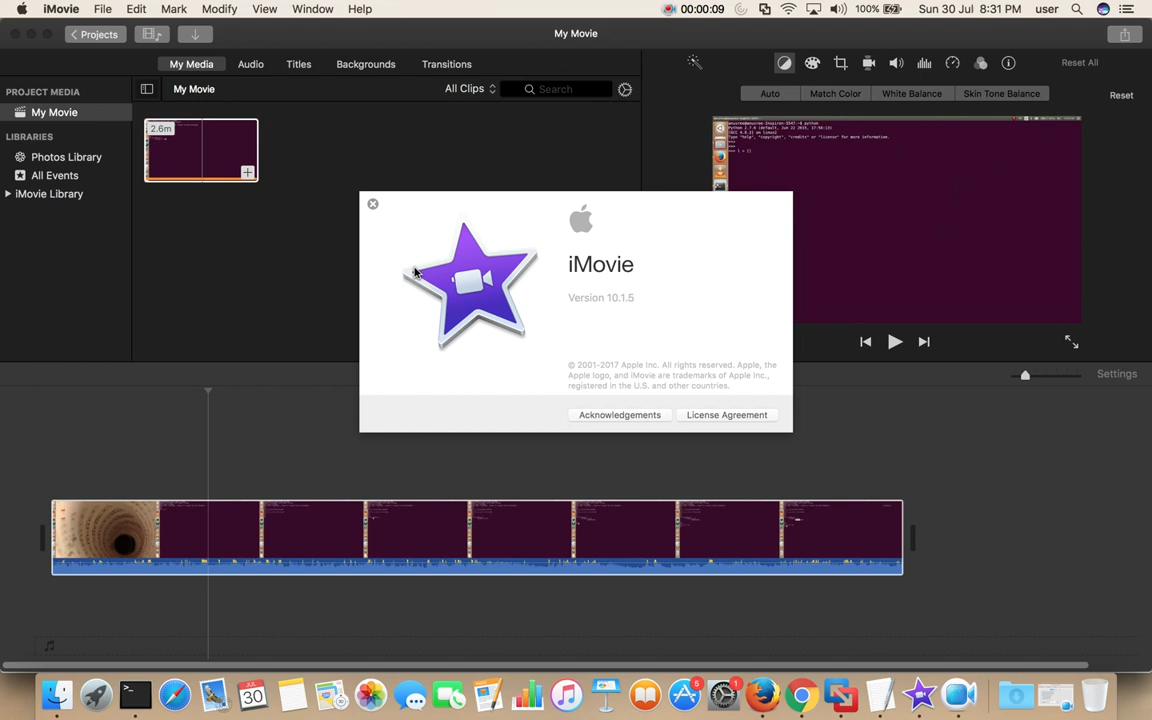 iMovie File Edit Mark Modify View Window Help 00:00:09 100% Sun 30 Jul 8:31 PM user
Projects My Movie
My Media Audio Titles Backgrounds Transitions Reset All
PROJECT MEDIA My Movie All Clips Search Auto Match Color White Balance Skin Tone Balance Reset
My Movie
LIBRARIES
Photos Library
All Events
iMovie Library
2.6m
iMovie
Version 10.1.5
© 2001-2017 Apple Inc. All rights reserved. Apple, the
Apple logo, and iMovie are trademarks of Apple Inc.,
registered in the U.S. and other countries.
Acknowledgements License Agreement
Settings
JUL
30
5
1